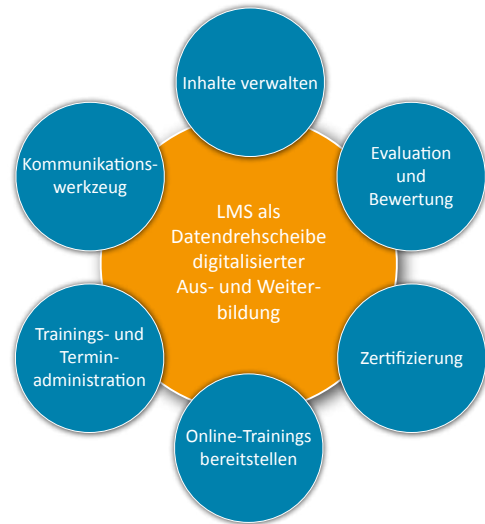 Inhalte verwalten
Evaluation
und
Bewertung
Zertifizierung
Online-Trainings
bereitstellen
Trainings- und
Termin-
administration
Kommunikations-
werkzeug
LMS als
Datendrehscheibe
digitalisierter
Aus- und Weiter-
bildung